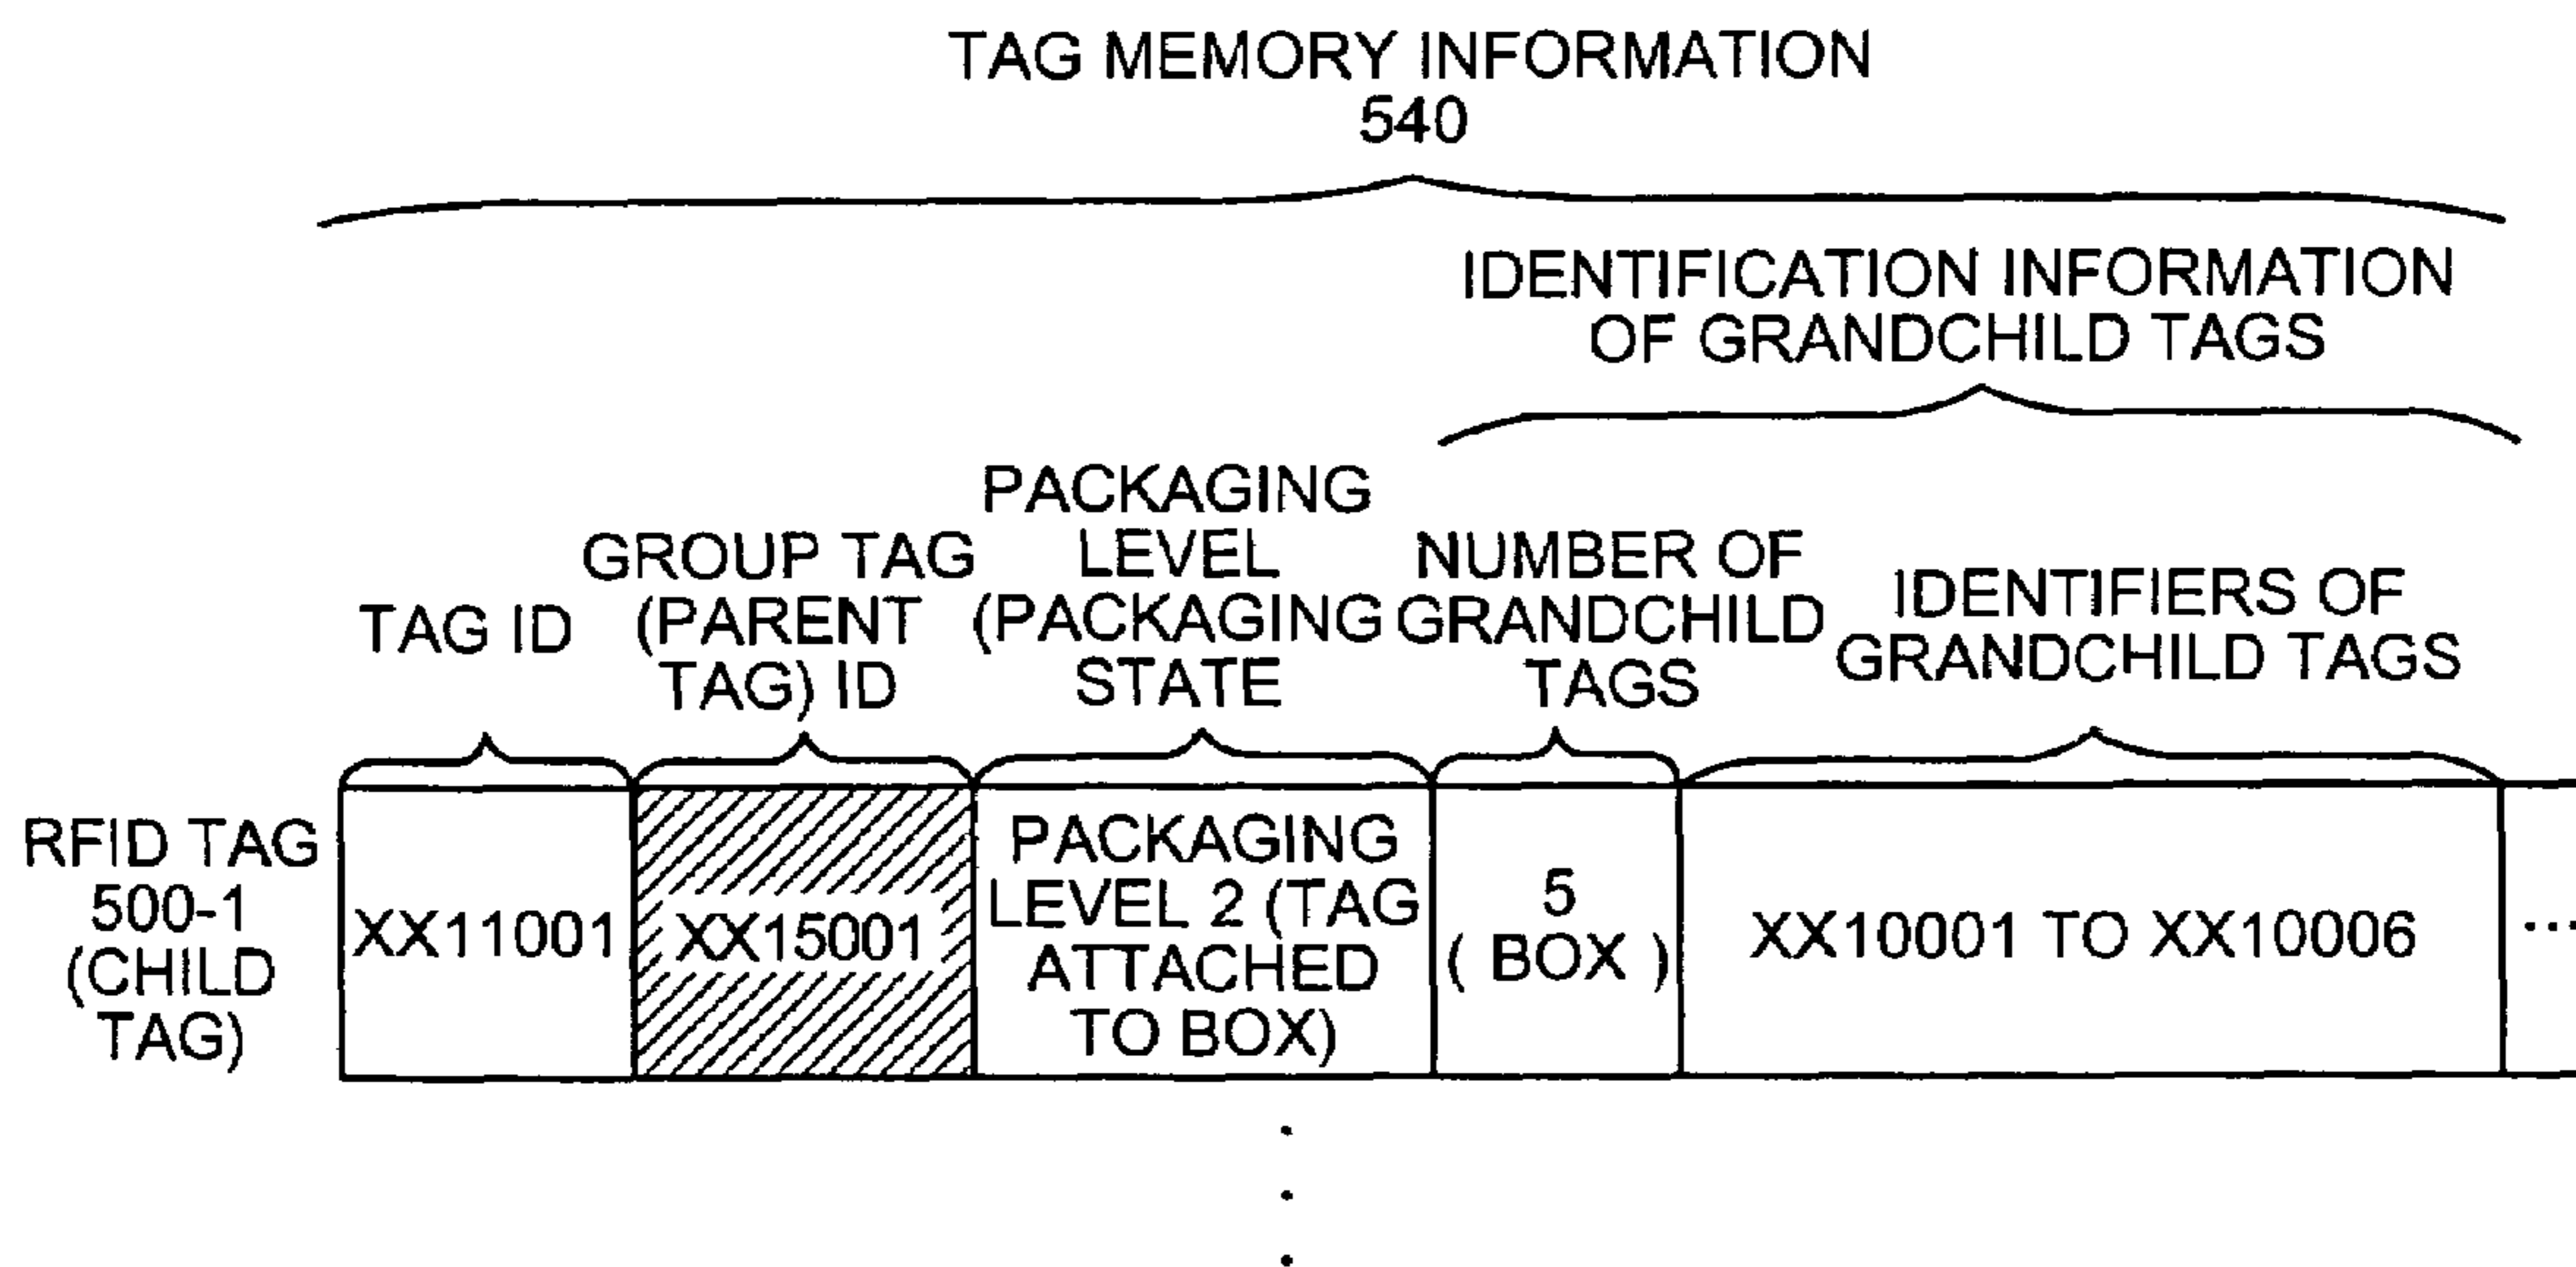 TAG MEMORY INFORMATION
540
IDENTIFICATION INFORMATION
OF GRANDCHILD TAGS
TAG ID
GROUP TAG
(PARENT
TAG) ID
PACKAGING
LEVEL
(PACKAGING
STATE
NUMBER OF
GRANDCHILD
TAGS
IDENTIFIERS OF
GRANDCHILD TAGS
RFID TAG
500-1
(CHILD
TAG)
XX11001
XX15001
PACKAGING
LEVEL 2 (TAG
ATTACHED
TO BOX)
5
( BOX )
XX10001 TO XX10006
...